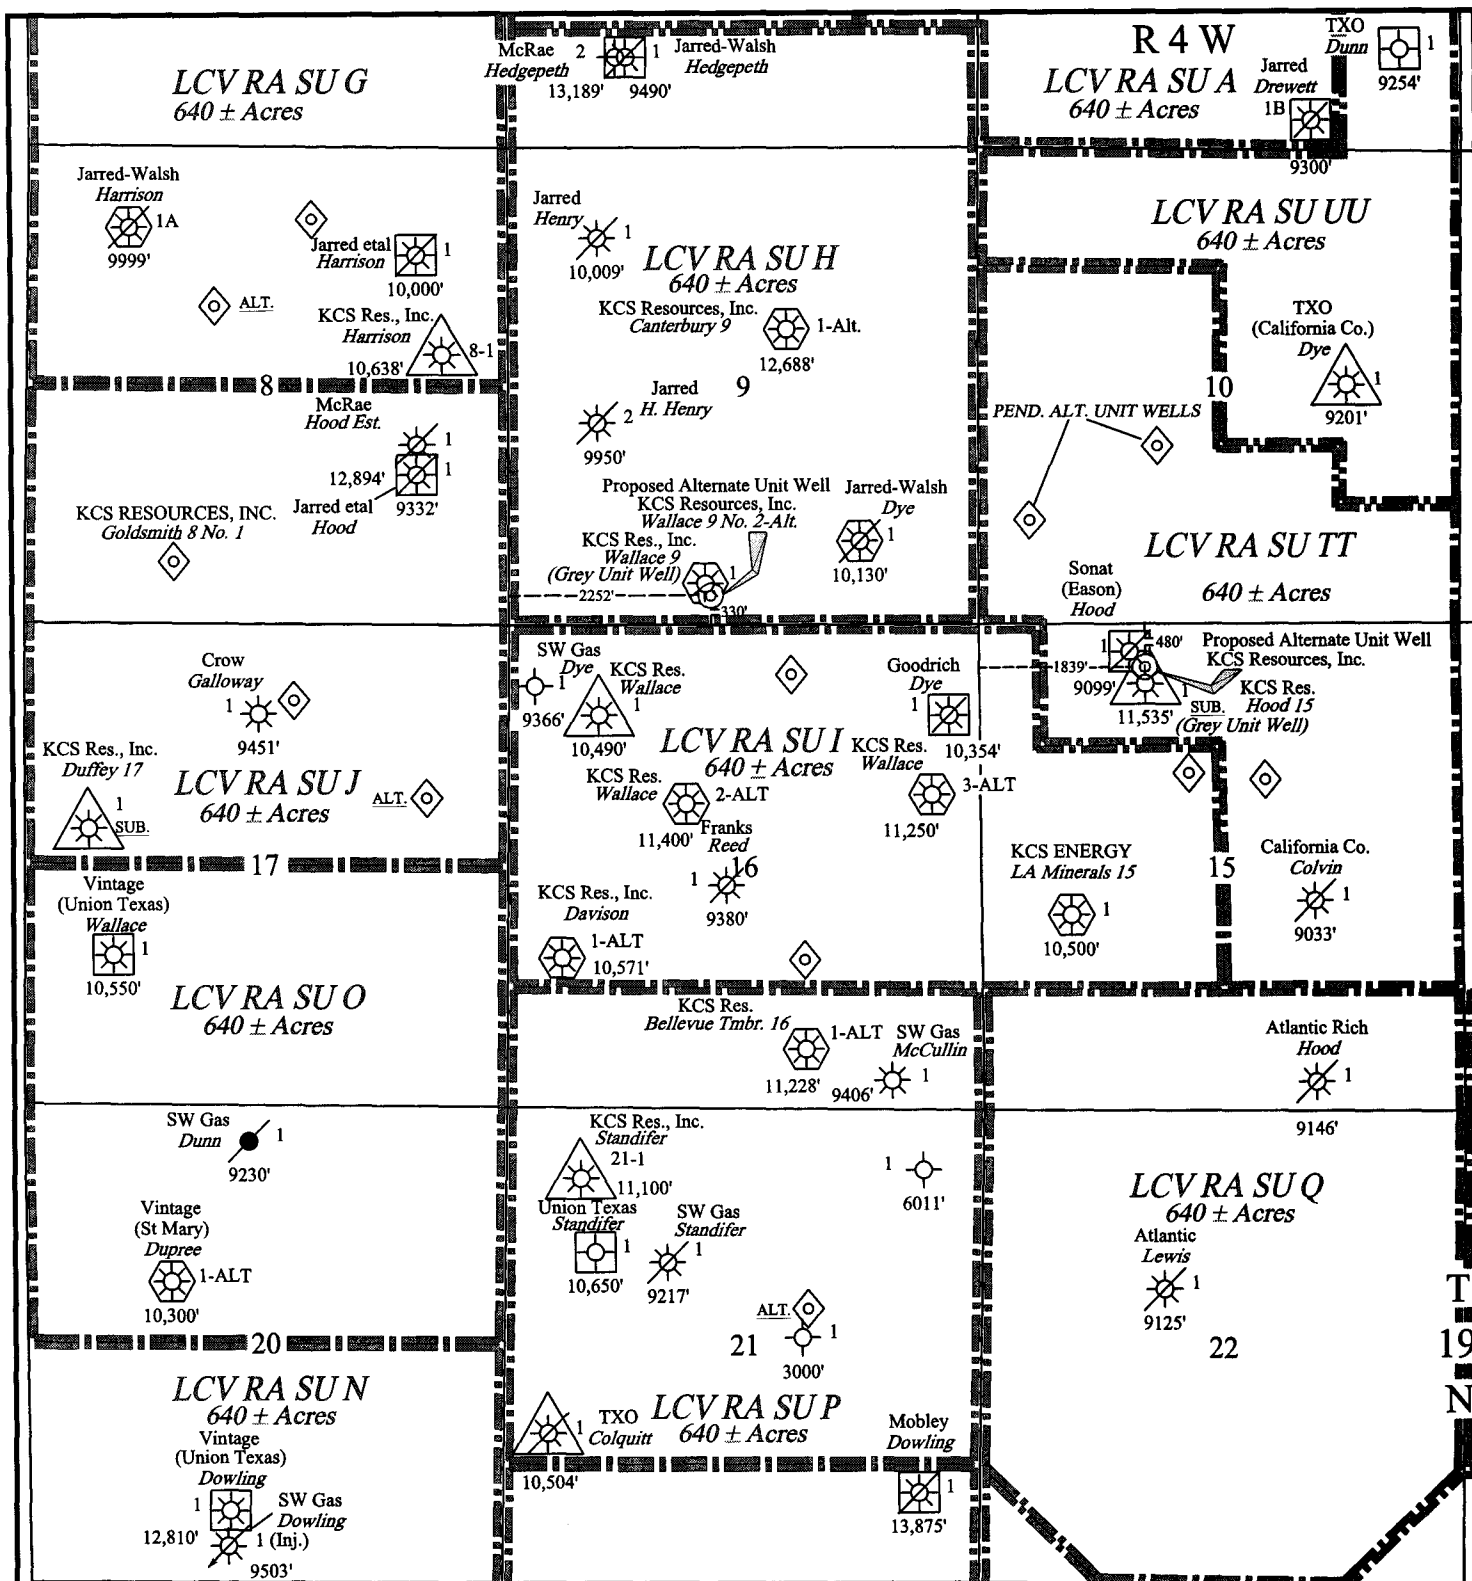 R 4 W
TXO
Dunn
1
9254'
LCV RA SU G
640 ± Acres
McRae
Hedgepeth
2
1
Jarred-Walsh
Hedgepeth
13,189'
9490'
LCV RA SU A
640 ± Acres
Jarred
Drewett
1B
9300'
Jarred-Walsh
Harrison
1A
9999'
Jarred etal
Harrison
1
10,000'
ALT.
KCS Res., Inc.
Harrison
8-1
10,638'
8
Jarred
Henry
1
10,009'
LCV RA SU H
640 ± Acres
KCS Resources, Inc.
Canterbury 9
1-Alt.
12,688'
9
Jarred
H. Henry
2
9950'
LCV RA SU UU
640 ± Acres
TXO
(California Co.)
Dye
1
9201'
10
PEND. ALT. UNIT WELLS
McRae
Hood Est.
1
12,894'
1
Jarred etal
Hood
9332'
KCS RESOURCES, INC.
Goldsmith 8 No. 1
Proposed Alternate Unit Well
KCS Resources, Inc.
Wallace 9 No. 2-Alt.
KCS Res., Inc.
Wallace 9
(Grey Unit Well)
1
2252'
330'
Jarred-Walsh
Dye
1
10,130'
LCV RA SU TT
640 ± Acres
Sonat
(Eason)
Hood
1
480'
1839'
9099'
Proposed Alternate Unit Well
KCS Resources, Inc.
KCS Res.
Hood 15
(Grey Unit Well)
1
SUB.
11,535'
Crow
Galloway
1
9451'
KCS Res., Inc.
Duffey 17
1
SUB.
LCV RA SU J
640 ± Acres
ALT.
17
SW Gas
Dye
1
9366'
KCS Res.
Wallace
1
10,490'
LCV RA SU I
640 ± Acres
Goodrich
Dye
1
10,354'
KCS Res.
Wallace
2-ALT
11,400'
KCS Res.
Wallace
3-ALT
11,250'
Franks
Reed
16
1
9380'
KCS Res., Inc.
Davison
1-ALT
10,571'
KCS ENERGY
LA Minerals 15
1
10,500'
15
California Co.
Colvin
1
9033'
Vintage
(Union Texas)
Wallace
1
10,550'
LCV RA SU O
640 ± Acres
KCS Res.
Bellevue Tmbr. 16
1-ALT
11,228'
SW Gas
McCullin
1
9406'
Atlantic Rich
Hood
1
9146'
SW Gas
Dunn
1
9230'
Vintage
(St Mary)
Dupree
1-ALT
10,300'
20
KCS Res., Inc.
Standifer
21-1
11,100'
Union Texas
Standifer
1
10,650'
SW Gas
Standifer
1
9217'
1
6011'
ALT.
1
3000'
21
LCV RA SU Q
640 ± Acres
Atlantic
Lewis
1
9125'
22
T
19
N
LCV RA SU N
640 ± Acres
Vintage
(Union Texas)
Dowling
1
12,810'
SW Gas
Dowling
1 (Inj.)
9503'
TXO
Colquitt
1
10,504'
LCV RA SU P
640 ± Acres
Mobley
Dowling
1
13,875'